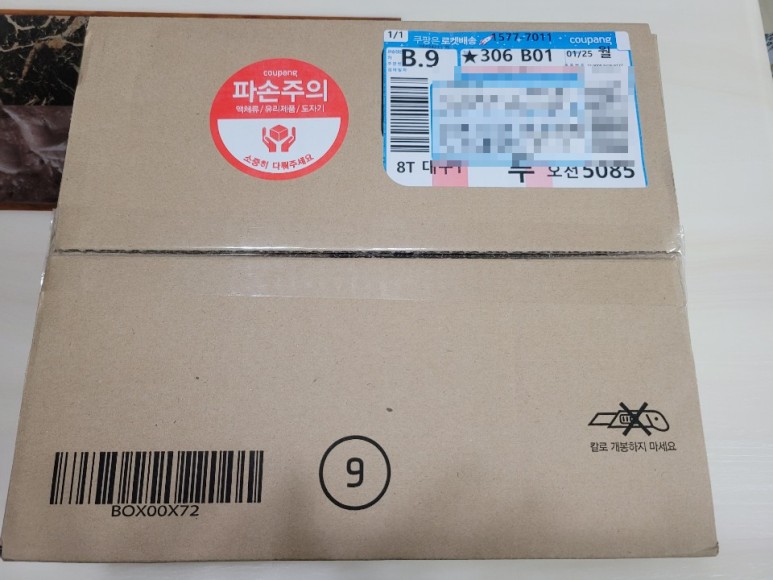 coupang
파손주의
액체류/유리제품/도자기
소중히 다뤄주세요
1/1 쿠팡은 로켓배송 1577-7011 coupang
B.9 ★306 B01 01/25 월
8T 5085
BOX00X72
9
칼로 개봉하지 마세요